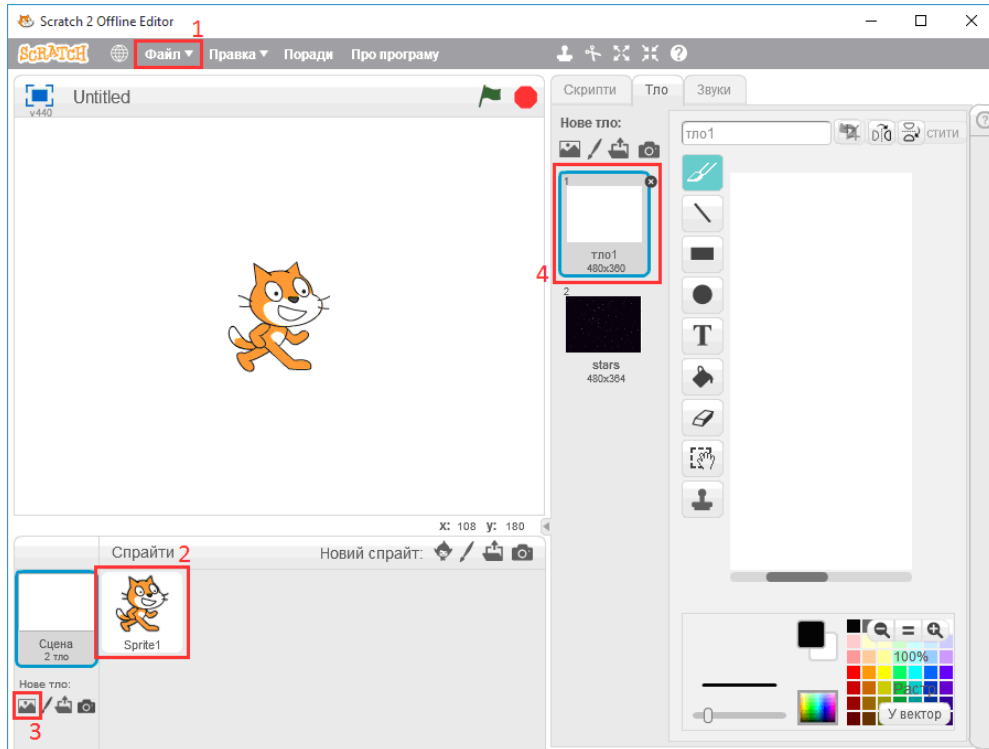 Scratch 2 Offline Editor
1
SCRATCH Файл Правка Поради Про програму
v440
Untitled
Скрипти Тло Звуки
Нове тло:
тло1
стити
1
тло1
480x360
4
2
stars
480x364
T
x: 108 y: 180
Спрайти 2
Новий спрайт:
Сцена
2 тло
Sprite1
Нове тло:
3
100%
Растр
У вектор